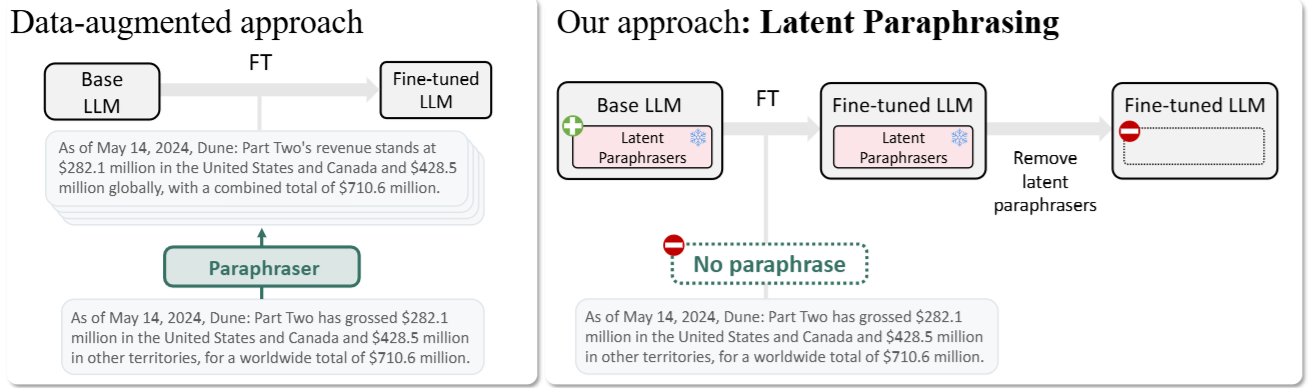 Data-augmented approach
FT
Base
LLM
Fine-tuned
LLM
As of May 14, 2024, Dune: Part Two's revenue stands at
$282.1 million in the United States and Canada and $428.5
million globally, with a combined total of $710.6 million.
Paraphraser
As of May 14, 2024, Dune: Part Two has grossed $282.1
million in the United States and Canada and $428.5 million
in other territories, for a worldwide total of $710.6 million.
Our approach: Latent Paraphrasing
Base LLM
Latent
Paraphrasers
FT
Fine-tuned LLM
Latent
Paraphrasers
Remove
latent
paraphrasers
Fine-tuned LLM
No paraphrase
As of May 14, 2024, Dune: Part Two has grossed $282.1
million in the United States and Canada and $428.5 million
in other territories, for a worldwide total of $710.6 million.